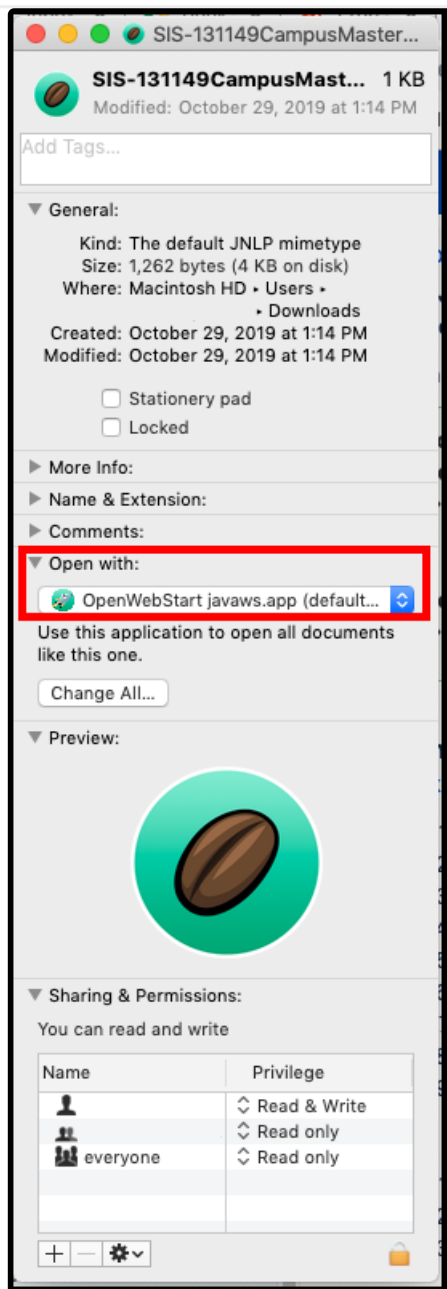 SIS-131149CampusMaster...
SIS-131149CampusMast... 1 KB
Modified: October 29, 2019 at 1:14 PM
Add Tags...
General:
Kind: The default JNLP mimetype
Size: 1,262 bytes (4 KB on disk)
Where: Macintosh HD ‣ Users ‣
‣ Downloads
Created: October 29, 2019 at 1:14 PM
Modified: October 29, 2019 at 1:14 PM
Stationery pad
Locked
More Info:
Name & Extension:
Comments:
Open with:
OpenWebStart javaws.app (default...
Use this application to open all documents
like this one.
Change All...
Preview:
Sharing & Permissions:
You can read and write
Name Privilege
Read & Write
Read only
everyone Read only